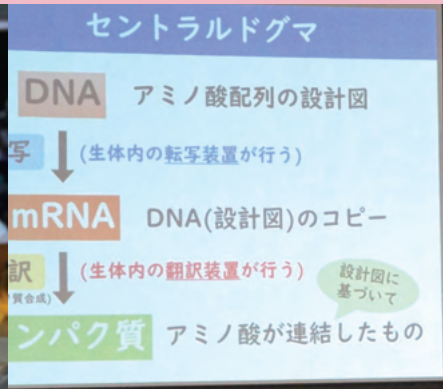 セントラルドグマ
DNA アミノ酸配列の設計図
写 (生体内の転写装置が行う)
mRNA DNA(設計図)のコピー
訳 (生体内の翻訳装置が行う)
質合成)
設計図に
基づいて
ンパク質 アミノ酸が連結したもの